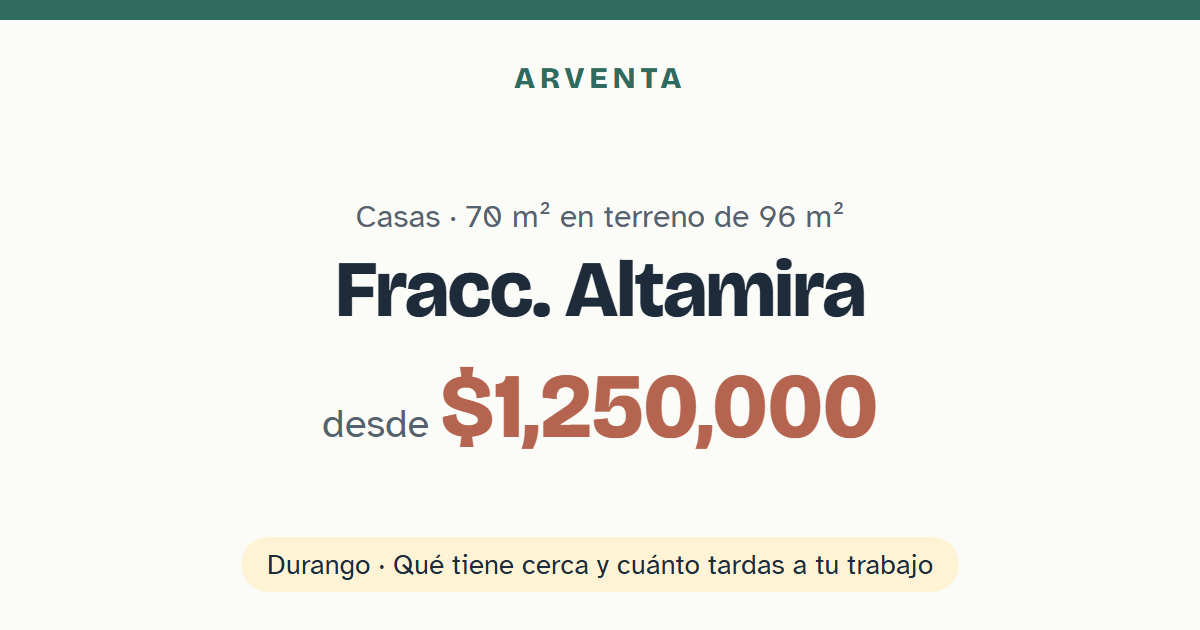 ARVENTA
Casas · 70 m² en terreno de 96 m²
Fracc. Altamira
desde $1,250,000
Durango · Qué tiene cerca y cuánto tardas a tu trabajo